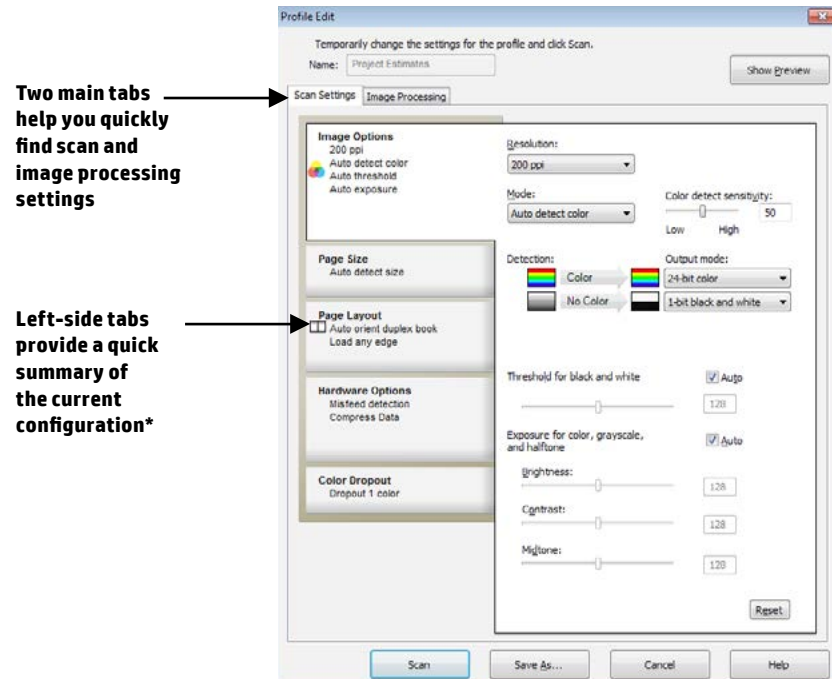 Profile Edit
Temporarily change the settings for the profile and click Scan.
Name: Project Estimates
Show Preview
Two main tabs
help you quickly
find scan and
image processing
settings
Scan Settings Image Processing
Image Options
200 ppi
Auto detect color
Auto threshold
Auto exposure
Page Size
Auto detect size
Left-side tabs
provide a quick
summary of
the current
configuration*
Page Layout
Auto orient duplex book
Load any edge
Hardware Options
Misfeed detection
Compress Data
Color Dropout
Dropout 1 color
Resolution:
200 ppi
Mode:
Auto detect color
Color detect sensitivity:
50
Low High
Detection:
Output mode:
Color 24-bit color
No Color 1-bit black and white
Threshold for black and white
Auto
128
Exposure for color, grayscale,
and halftone
Auto
Brightness:
128
Contrast:
128
Midtone:
128
Reset
Scan Save As... Cancel Help